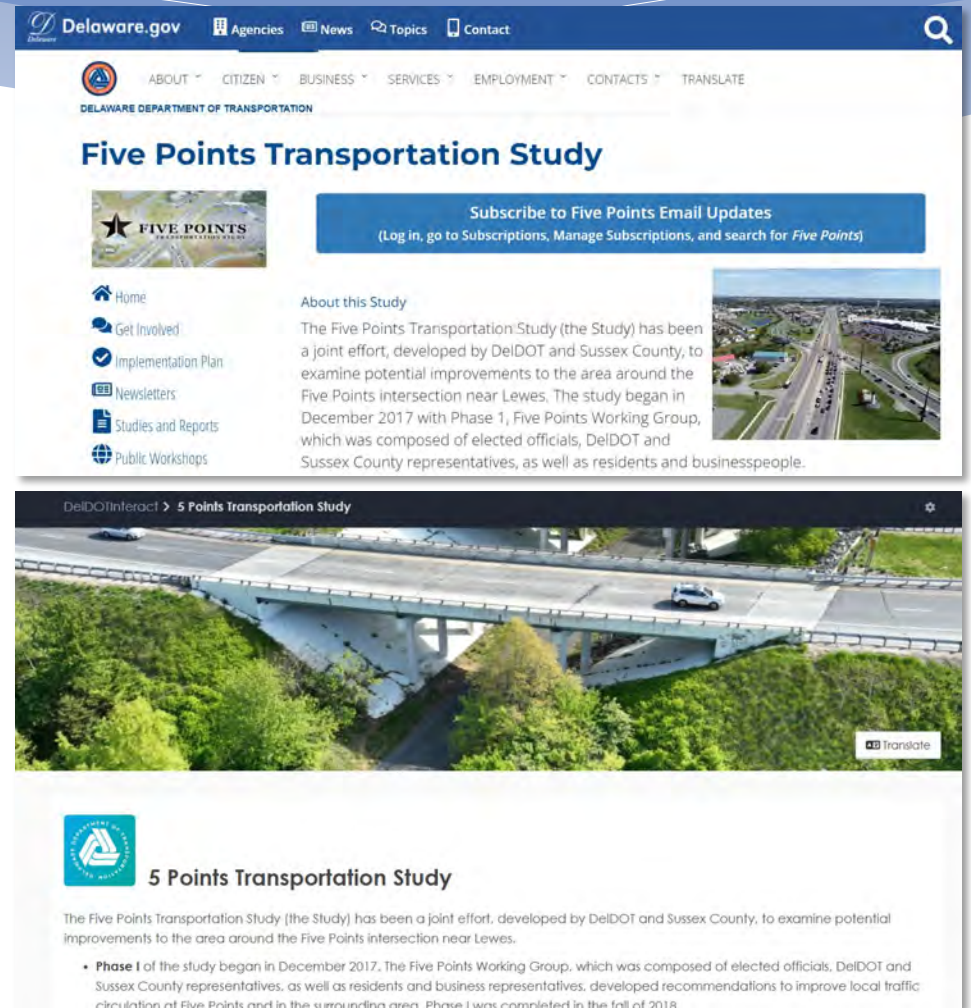 Delaware.gov Agencies News Topics Contact
ABOUT CITIZEN BUSINESS SERVICES EMPLOYMENT CONTACTS TRANSLATE
DELAWARE DEPARTMENT OF TRANSPORTATION
Five Points Transportation Study
FIVE POINTS
TRANSPORTATION STUDY
Subscribe to Five Points Email Updates
(Log in, go to Subscriptions, Manage Subscriptions, and search for Five Points)
Home
Get Involved
Implementation Plan
Newsletters
Studies and Reports
Public Workshops
About this Study
The Five Points Transportation Study (the Study) has been
a joint effort, developed by DelDOT and Sussex County, to
examine potential improvements to the area around the
Five Points intersection near Lewes. The study began in
December 2017 with Phase 1, Five Points Working Group,
which was composed of elected officials, DelDOT and
Sussex County representatives, as well as residents and businesspeople.
DelDOTInteract > 5 Points Transportation Study
Translate
DELAWARE DEPARTMENT OF TRANSPORTATION
5 Points Transportation Study
The Five Points Transportation Study (the Study) has been a joint effort, developed by DelDOT and Sussex County, to examine potential
improvements to the area around the Five Points intersection near Lewes.
• Phase I of the study began in December 2017. The Five Points Working Group, which was composed of elected officials, DelDOT and
Sussex County representatives, as well as residents and business representatives, developed recommendations to improve local traffic
circulation at Five Points and in the surrounding area. Phase I was completed in the fall of 2018.